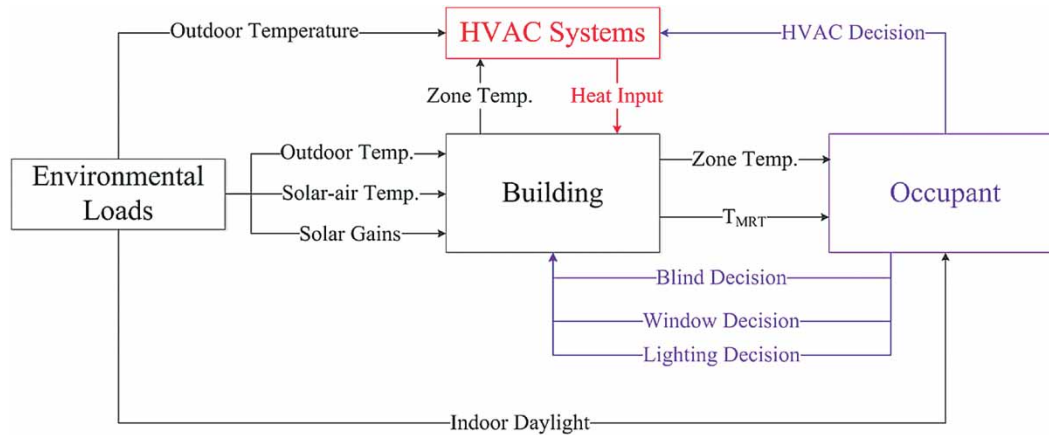 Outdoor Temperature
HVAC Systems
HVAC Decision
Zone Temp.
Heat Input
Environmental
Loads
Outdoor Temp.
Solar-air Temp.
Solar Gains
Building
Zone Temp.
T_MRT
Occupant
Blind Decision
Window Decision
Lighting Decision
Indoor Daylight